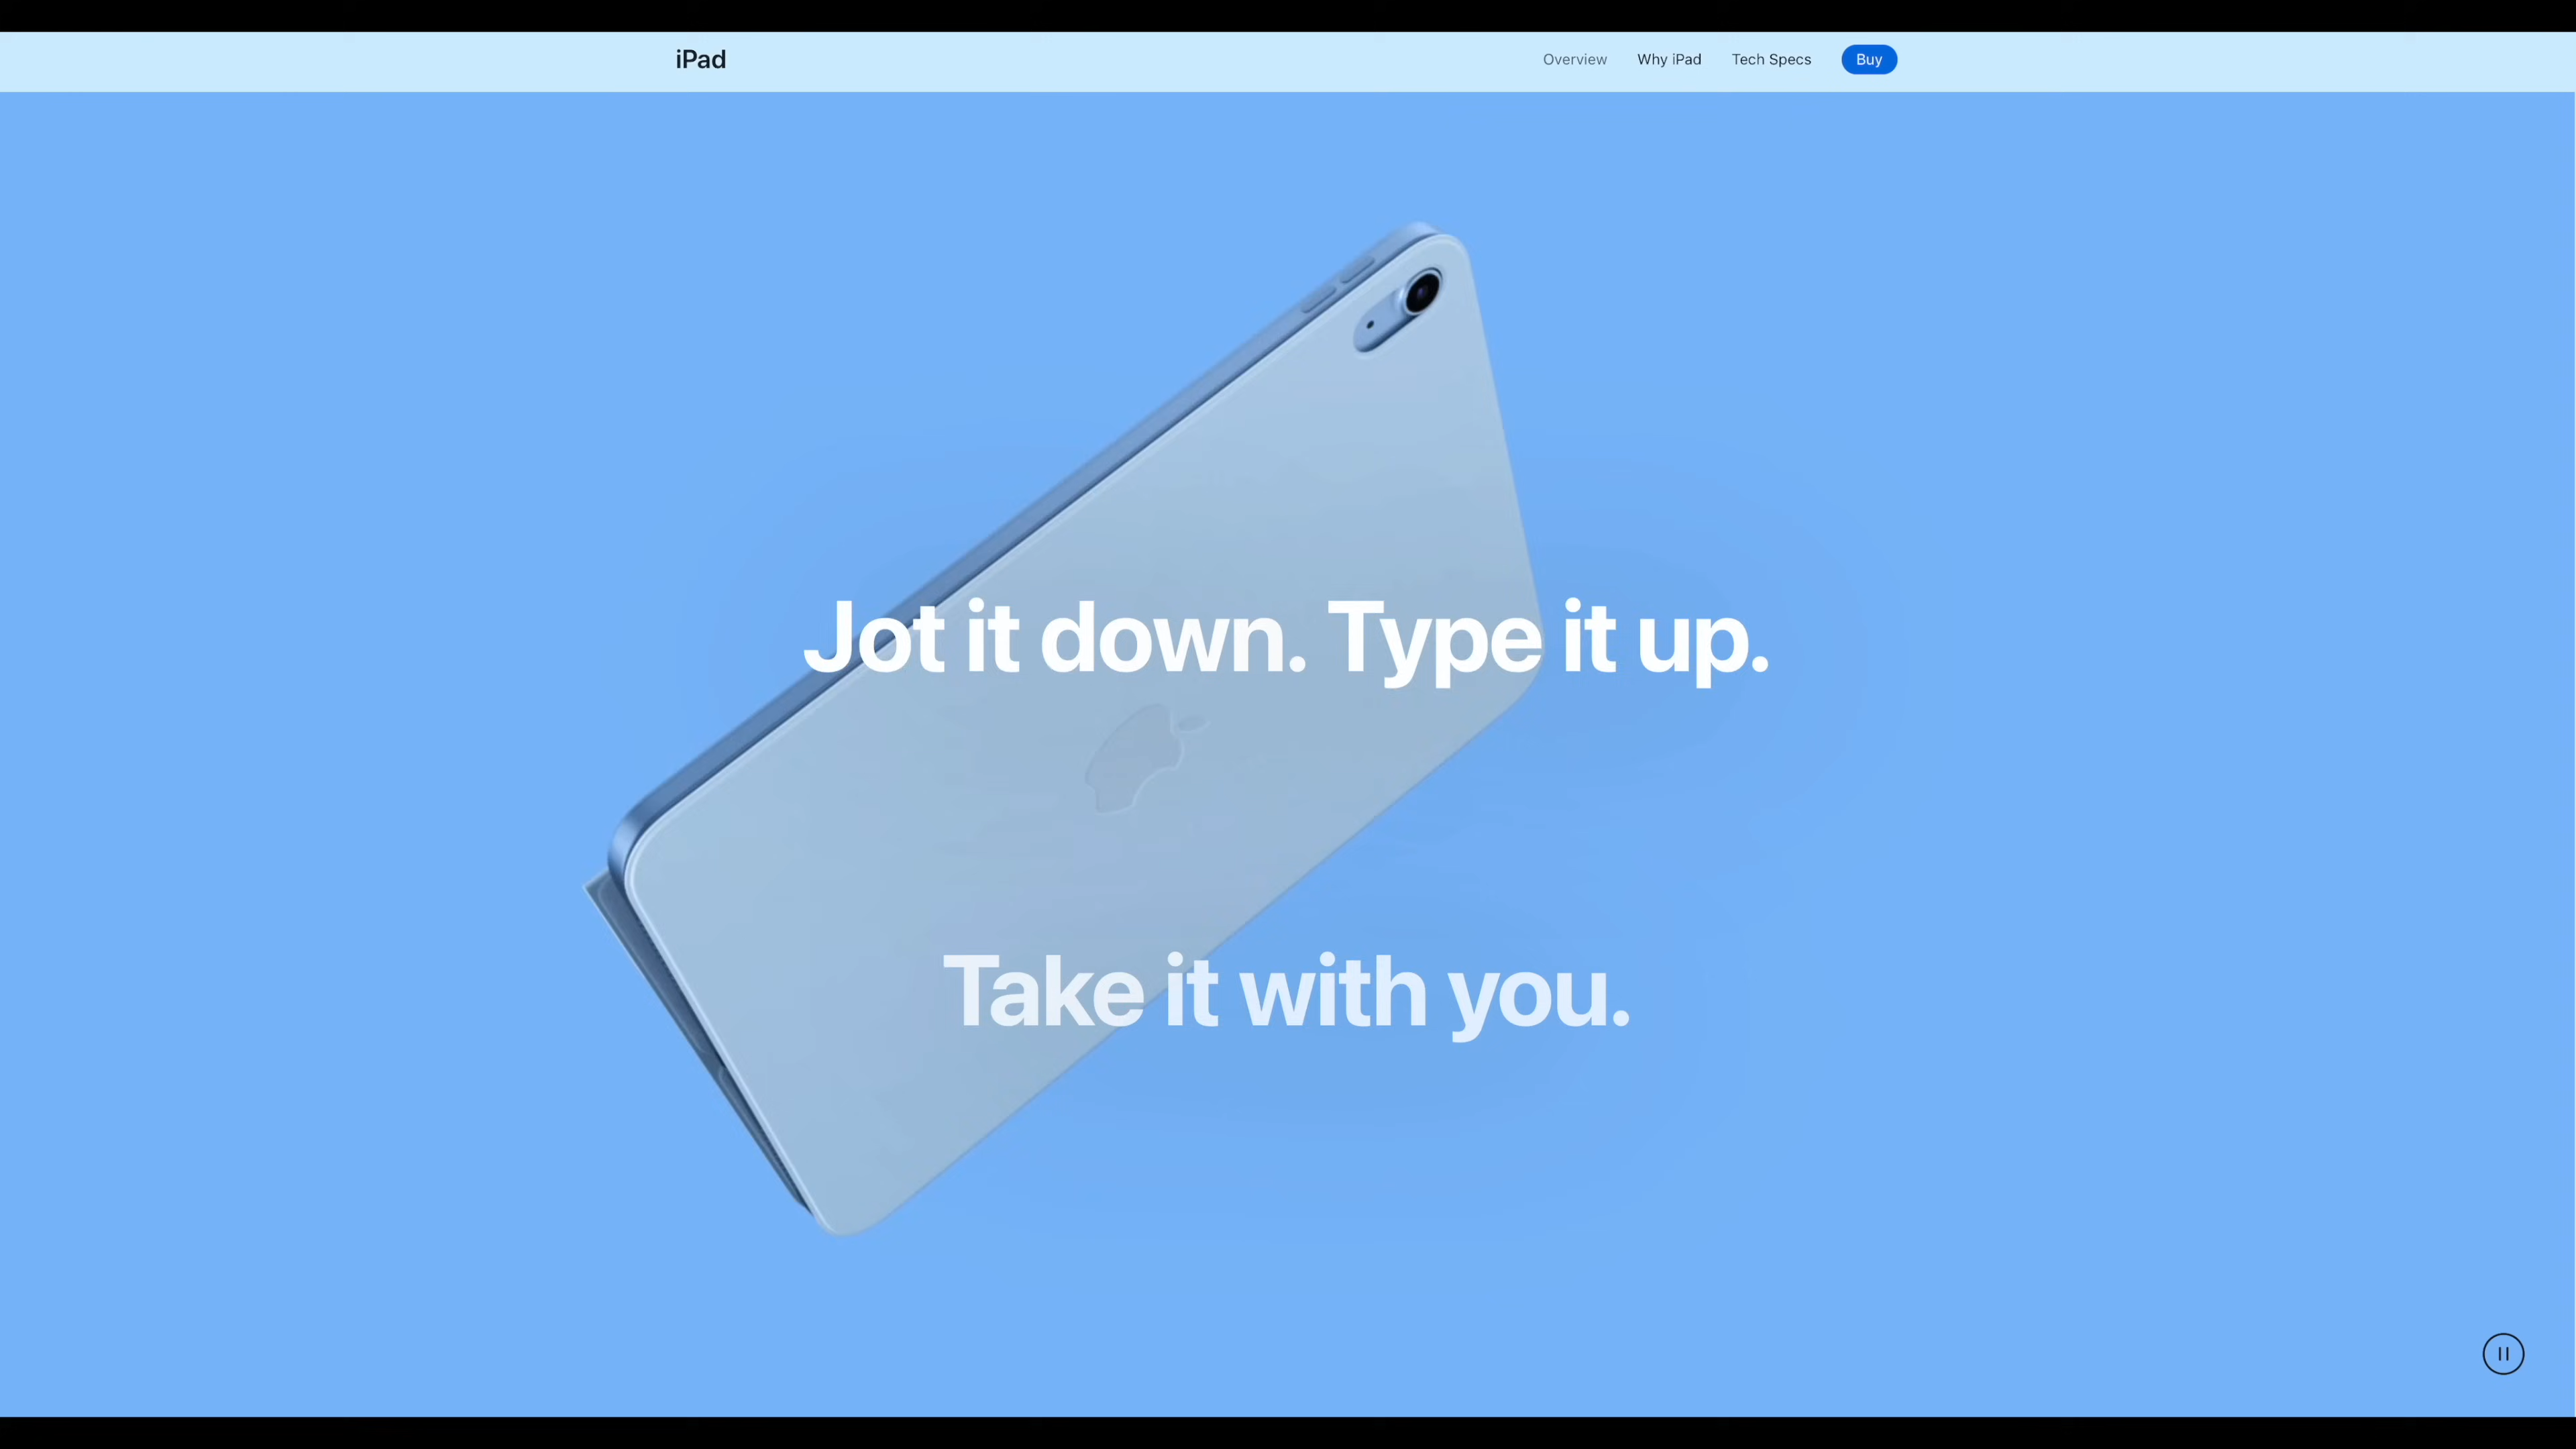 iPad
Overview Why iPad Tech Specs Buy
Jot it down. Type it up.
Take it with you.